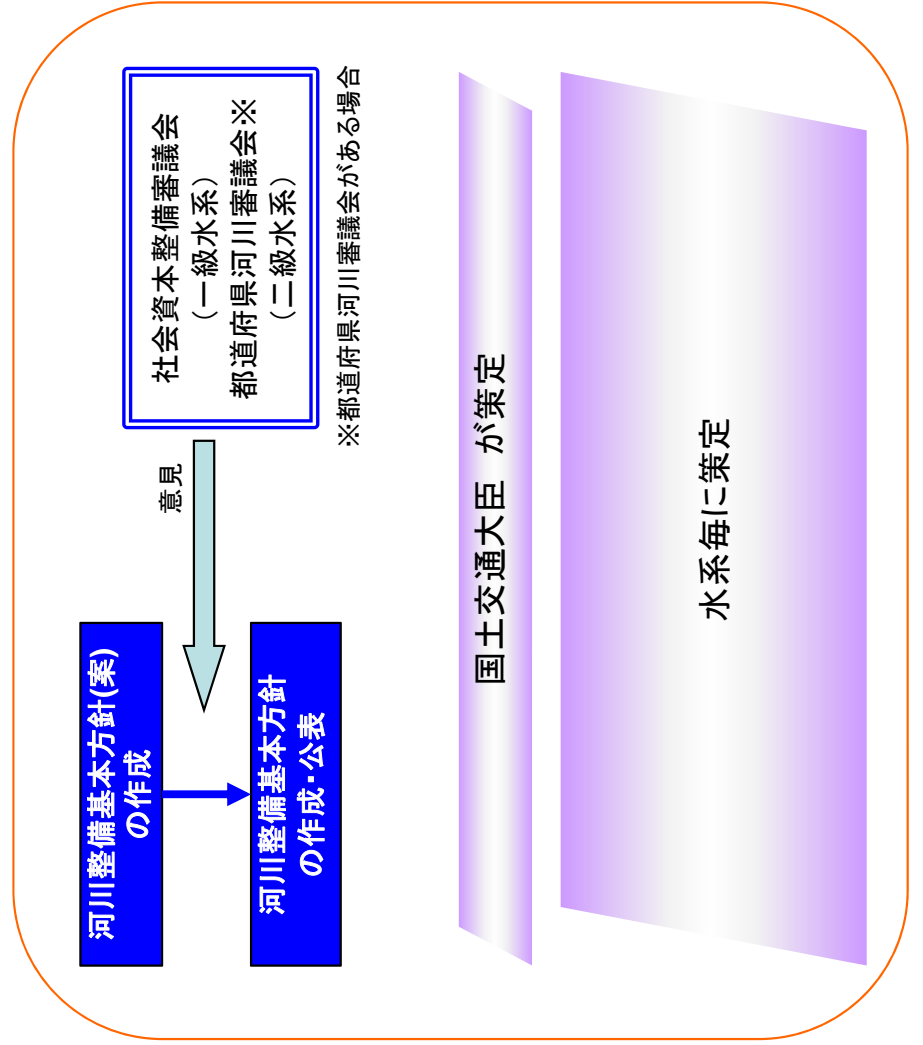 河川整備基本方針(案)
の作成
意見
社会資本整備審議会
（一級水系）
都道府県河川審議会※
（二級水系）
※都道府県河川審議会がある場合
河川整備基本方針
の作成・公表
国土交通大臣　が策定
水系毎に策定